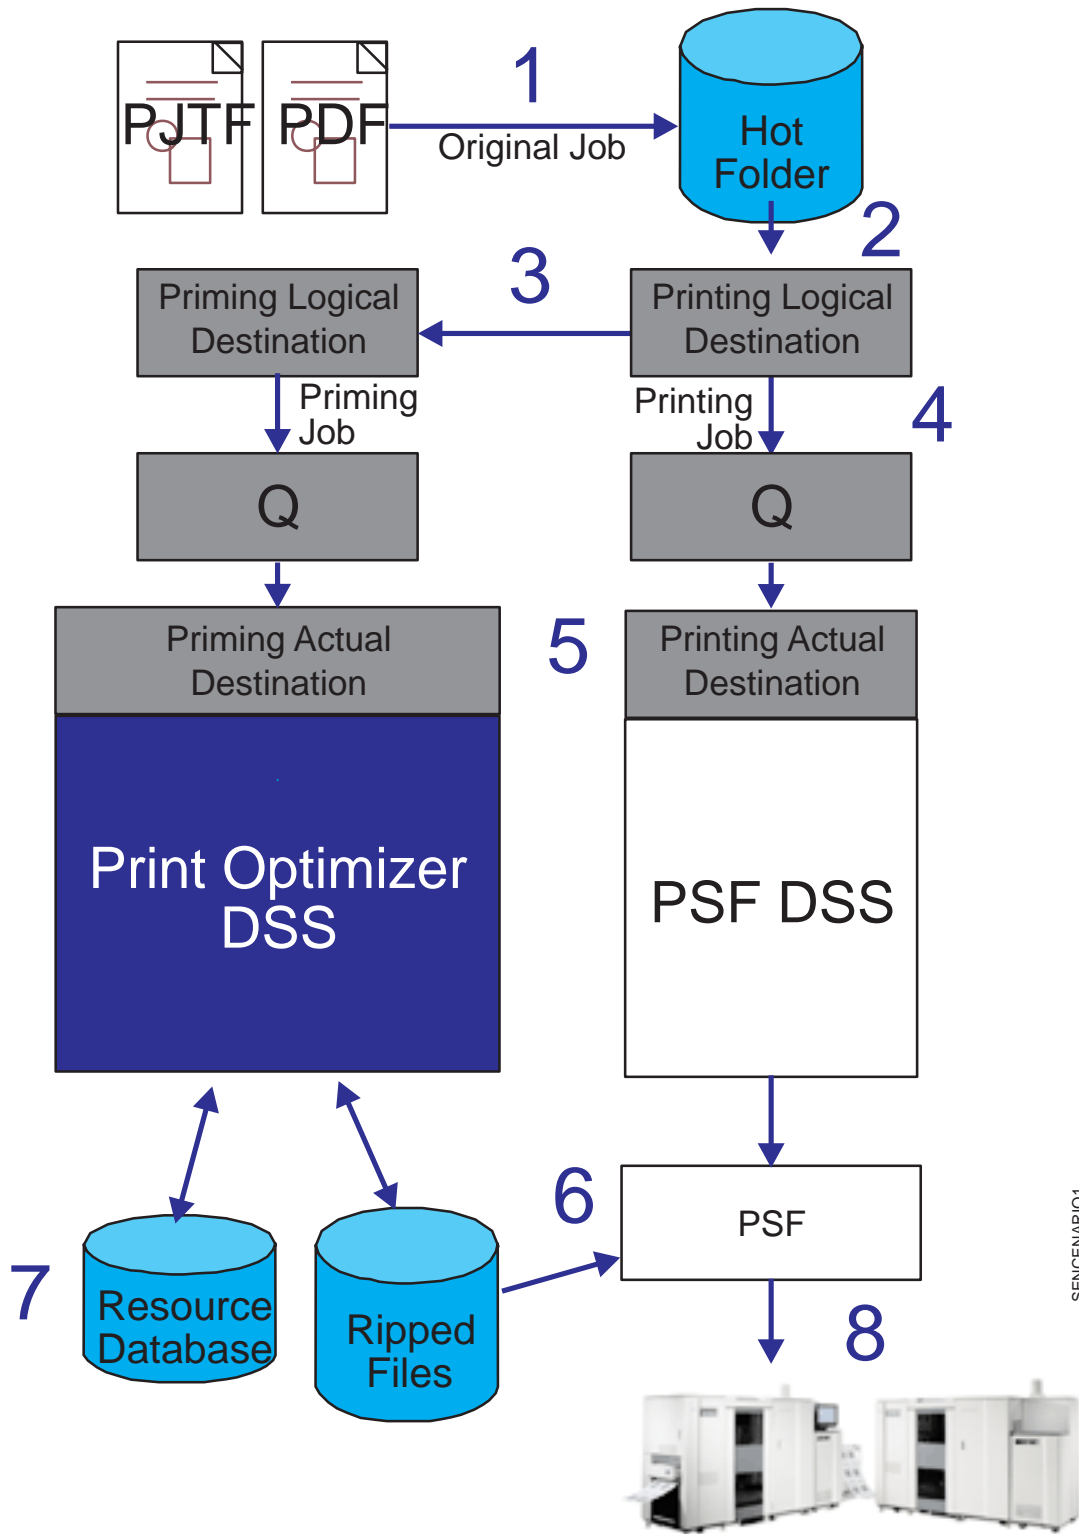 PJTF
PDF
1
Original Job
Hot
Folder
2
3
Priming Logical
Destination
Printing Logical
Destination
Priming
Job
Printing
Job
4
Q
Q
Priming Actual
Destination
5
Printing Actual
Destination
Print Optimizer
DSS
PSF DSS
6
PSF
7
Resource
Database
Ripped
Files
8
SENCENARIO1